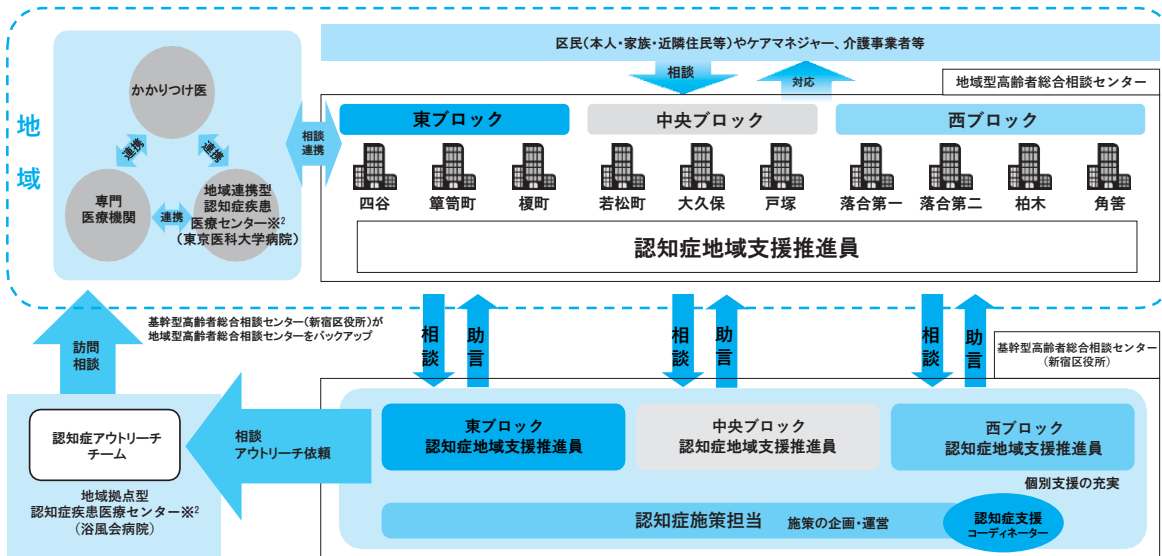 区民(本人・家族・近隣住民等)やケアマネジャー、介護事業者等
相談
対応
地域型高齢者総合相談センター
地域
かかりつけ医
連携
連携
専門
医療機関
連携
地域連携型
認知症疾患
医療センター※2
(東京医科大学病院)
相談
連携
東ブロック
中央ブロック
西ブロック
四谷
簞笥町
榎町
若松町
大久保
戸塚
落合第一
落合第二
柏木
角筈
認知症地域支援推進員
基幹型高齢者総合相談センター(新宿区役所)が
地域型高齢者総合相談センターをバックアップ
相談
助言
相談
助言
相談
助言
基幹型高齢者総合相談センター
(新宿区役所)
訪問
相談
認知症アウトリーチ
チーム
地域拠点型
認知症疾患医療センター※2
(浴風会病院)
相談
アウトリーチ依頼
東ブロック
認知症地域支援推進員
中央ブロック
認知症地域支援推進員
西ブロック
認知症地域支援推進員
個別支援の充実
認知症施策担当 施策の企画・運営
認知症支援
コーディネーター